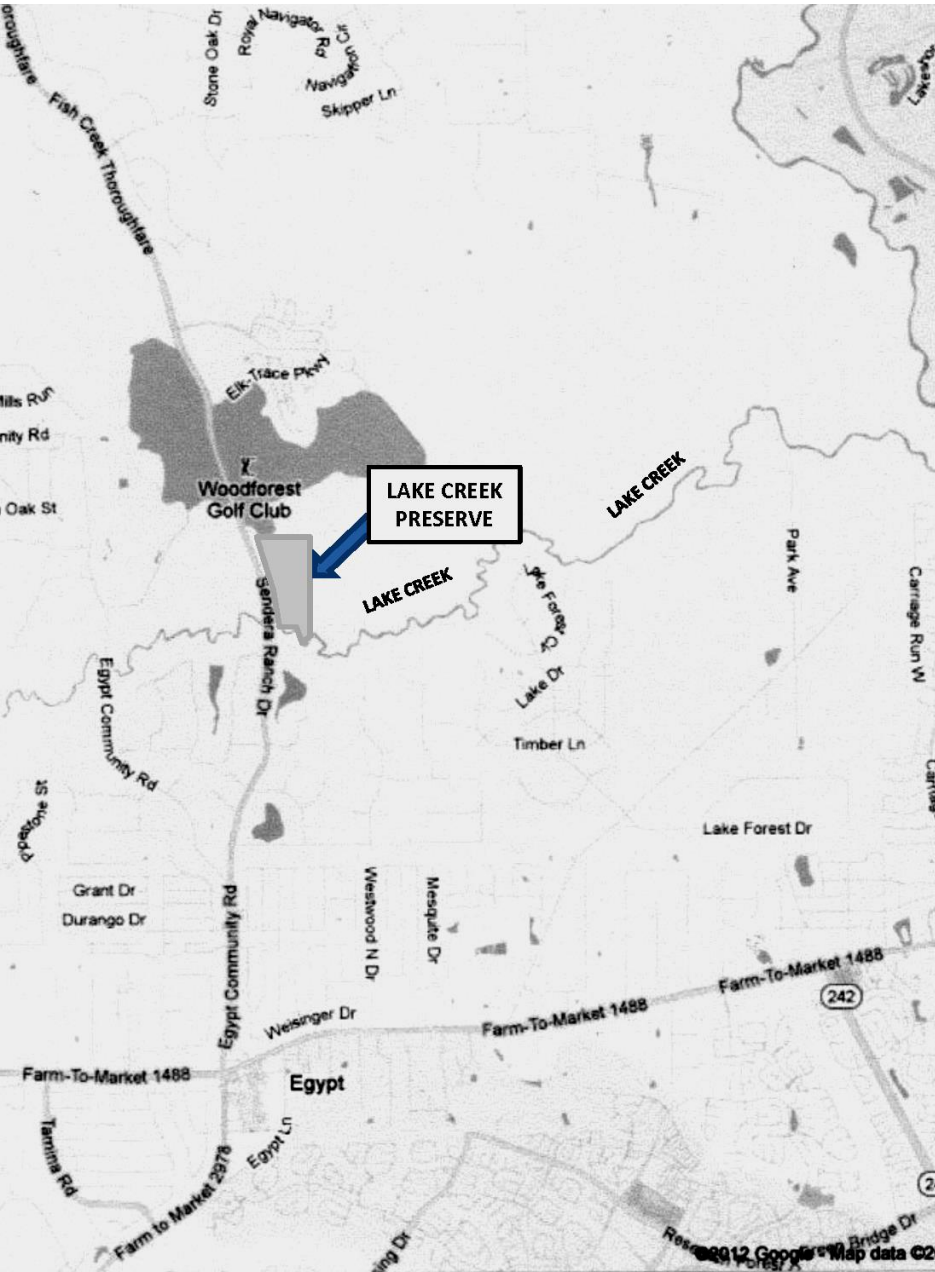 Stone Oak Dr
Royal Navigator Rd
Navigation Cir
Skipper Ln
Fish Creek Thoroughfare
Elk-Trace Pkwy
Mills Run
nity Rd
Oak St
Woodforest
Golf Club
LAKE CREEK
PRESERVE
LAKE CREEK
LAKE CREEK
Sendera Ranch Dr
Egypt Community Rd
Lake Dr
Timber Ln
Park Ave
Carriage Run W
Lake Forest Dr
Grant Dr
Durango Dr
Egypt Community Rd
Westwood N Dr
Mesquite Dr
Weisinger Dr
Farm-To-Market 1488
Farm-To-Market 1488
242
Farm-To-Market 1488
Egypt
Egypt Ln
Tamina Rd
Farm to Market 2978
©2012 Google Map data ©2